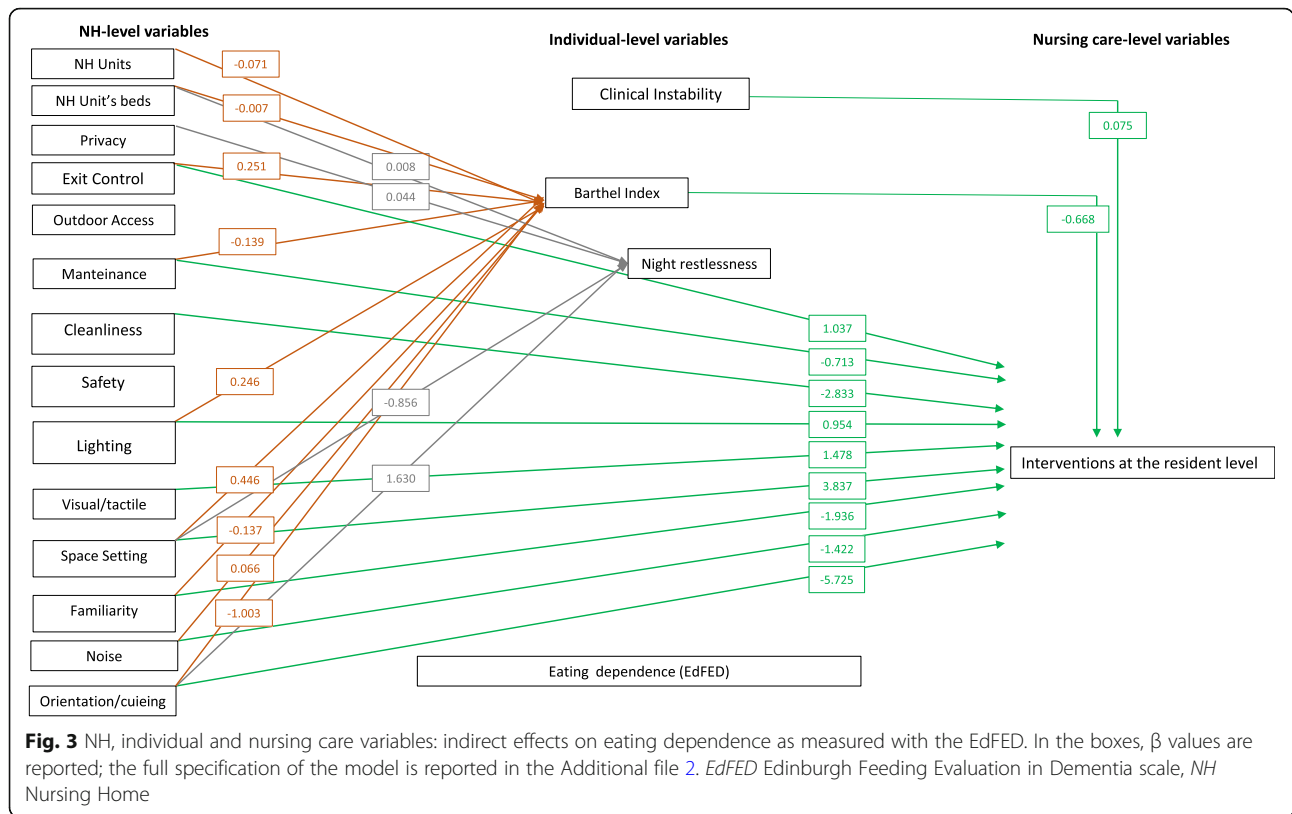 NH-level variables
Individual-level variables
Nursing care-level variables
NH Units
NH Unit's beds
Privacy
Exit Control
Outdoor Access
Manteinance
Cleanliness
Safety
Lighting
Visual/tactile
Space Setting
Familiarity
Noise
Orientation/cuieing
-0.071
-0.007
0.251
-0.139
0.246
0.446
-0.137
0.066
-1.003
0.008
0.044
-0.856
1.630
Clinical Instability
Barthel Index
Night restlessness
Eating dependence (EdFED)
1.037
-0.713
-2.833
0.954
1.478
3.837
-1.936
-1.422
-5.725
0.075
-0.668
Interventions at the resident level
Fig. 3 NH, individual and nursing care variables: indirect effects on eating dependence as measured with the EdFED. In the boxes, β values are
reported; the full specification of the model is reported in the Additional file 2. EdFED Edinburgh Feeding Evaluation in Dementia scale, NH
Nursing Home